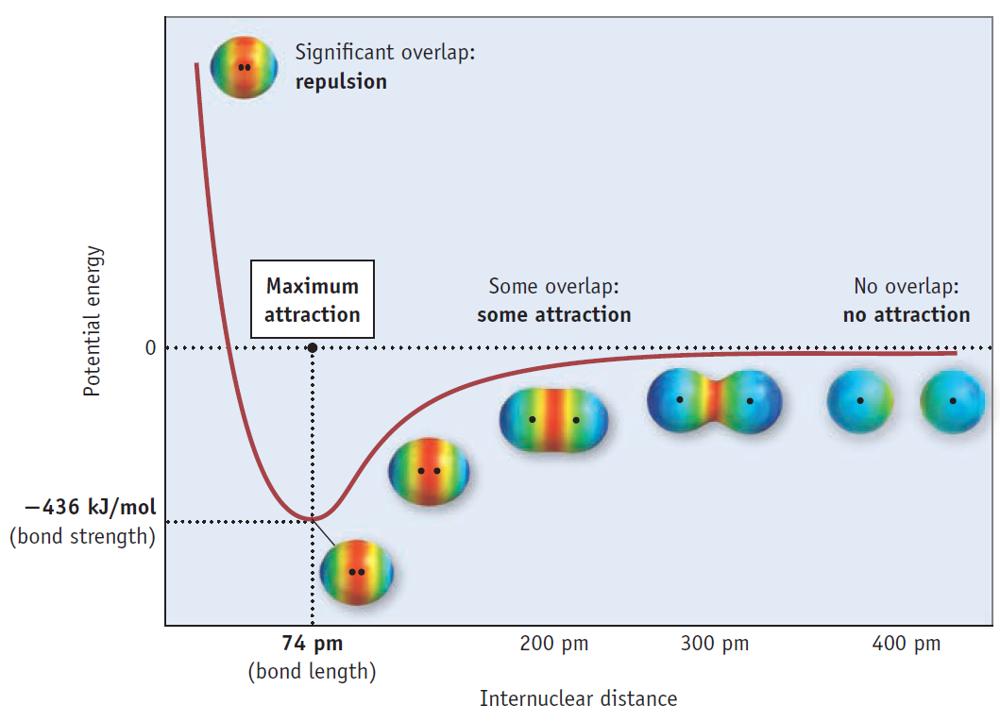 Significant overlap:
repulsion
Potential energy
Maximum
attraction
Some overlap:
some attraction
No overlap:
no attraction
0
−436 kJ/mol
(bond strength)
74 pm
(bond length)
200 pm
300 pm
400 pm
Internuclear distance